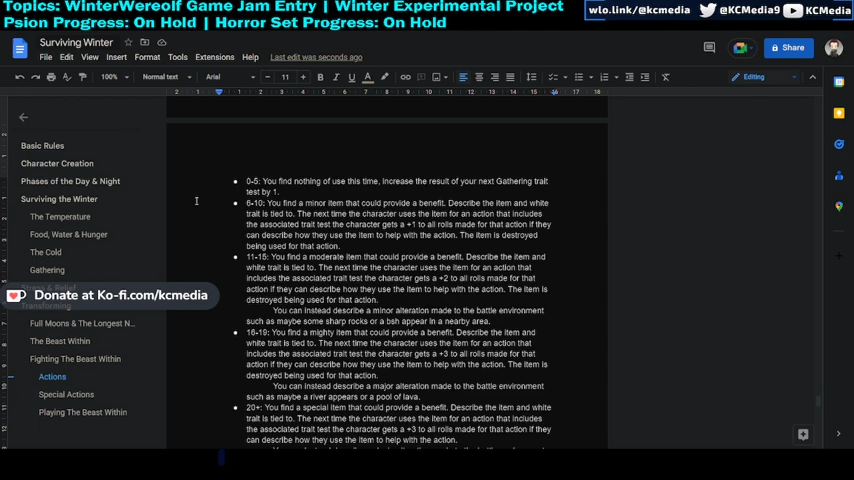 Topics: WinterWereolf Game Jam Entry | Winter Experimental Project
Psion Progress: On Hold | Horror Set Progress: On Hold
wlo.link/@kcmedia KCMedia9 KCMedia
Surviving Winter
File Edit View Insert Format Tools Extensions Help Last edit was seconds ago
Share
100% Normal text Arial 11 Editing
2 1 1 2 3 4 5 6 7 8 9 10 11 12 13 14 15 16 17 18
Basic Rules
Character Creation
Phases of the Day & Night
Surviving the Winter
The Temperature
Food, Water & Hunger
The Cold
Gathering
Donate at Ko-fi.com/kcmedia
Full Moons & The Longest N...
The Beast Within
Fighting The Beast Within
Actions
Special Actions
Playing The Beast Within
0-5: You find nothing of use this time, increase the result of your next Gathering trait
test by 1.
6-10: You find a minor item that could provide a benefit. Describe the item and white
trait is tied to. The next time the character uses the item for an action that includes
the associated trait test the character gets a +1 to all rolls made for that action if they
can describe how they use the item to help with the action. The item is destroyed
being used for that action.
11-15: You find a moderate item that could provide a benefit. Describe the item and
white trait is tied to. The next time the character uses the item for an action that
includes the associated trait test the character gets a +2 to all rolls made for that
action if they can describe how they use the item to help with the action. The item is
destroyed being used for that action.
You can instead describe a minor alteration made to the battle environment
such as maybe some sharp rocks or a bsh appear in a nearby area.
16-19: You find a mighty item that could provide a benefit. Describe the item and
white trait is tied to. The next time the character uses the item for an action that
includes the associated trait test the character gets a +3 to all rolls made for that
action if they can describe how they use the item to help with the action. The item is
destroyed being used for that action.
You can instead describe a major alteration made to the battle environment
such as maybe a river appears or a pool of lava.
20+: You find a special item that could provide a benefit. Describe the item and white
trait is tied to. The next time the character uses the item for an action that includes
the associated trait test the character gets a +3 to all rolls made for that action if they
can describe how they use the item to help with the action.